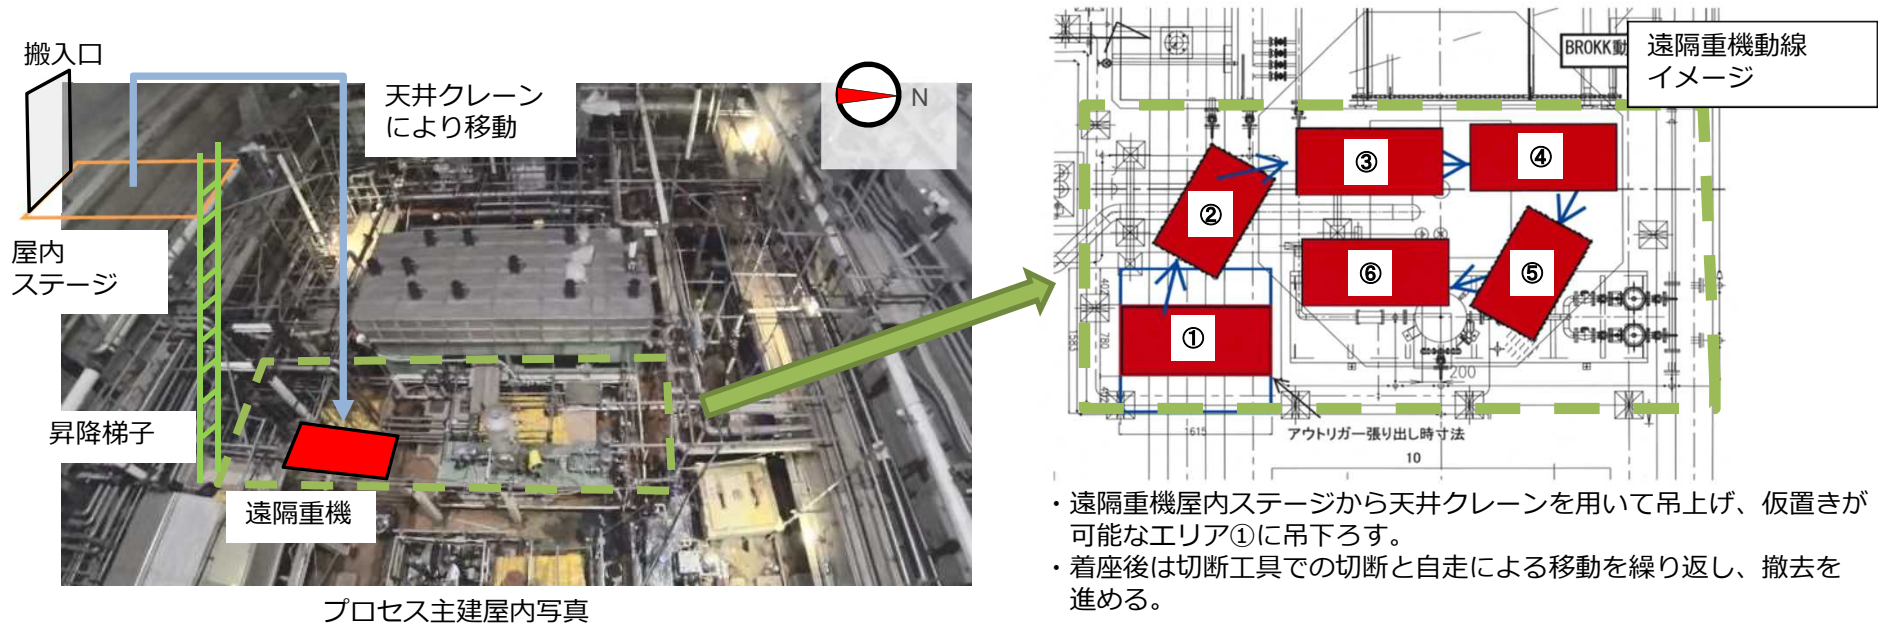 搬入口
天井クレーン
により移動
N
屋内
ステージ
昇降梯子
遠隔重機
プロセス主建屋内写真
BROKK動
遠隔重機動線
イメージ
③
④
②
⑥
⑤
①
1583
780
200
1615
アウトリガー張り出し時寸法
10
・遠隔重機屋内ステージから天井クレーンを用いて吊上げ、仮置きが
可能なエリア①に吊下ろす。
・着座後は切断工具での切断と自走による移動を繰り返し、撤去を
進める。